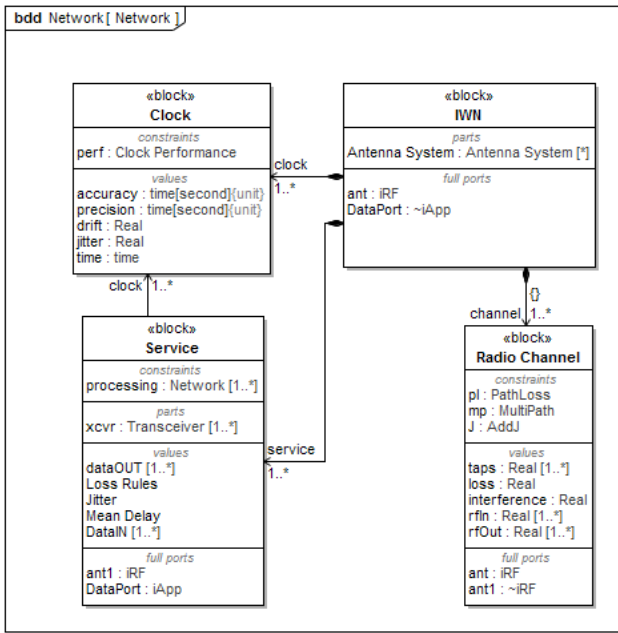 bdd Network[ Network ]
«block»
Clock
constraints
perf : Clock Performance
values
accuracy : time[second]{unit}
precision : time[second]{unit}
drift : Real
jitter : Real
time : time
«block»
IWN
parts
Antenna System : Antenna System [*]
full ports
ant : iRF
DataPort : ~iApp
clock
1..*
clock
1..*
{}
channel
1..*
«block»
Service
constraints
processing : Network [1..*]
parts
xcvr : Transceiver [1..*]
values
dataOUT [1..*]
Loss Rules
Jitter
Mean Delay
DataIN [1..*]
full ports
ant1 : iRF
DataPort : iApp
service
1..*
«block»
Radio Channel
constraints
pl : PathLoss
mp : MultiPath
J : AddJ
values
taps : Real [1..*]
loss : Real
interference : Real
rfIn : Real [1..*]
rfOut : Real [1..*]
full ports
ant : iRF
ant1 : ~iRF